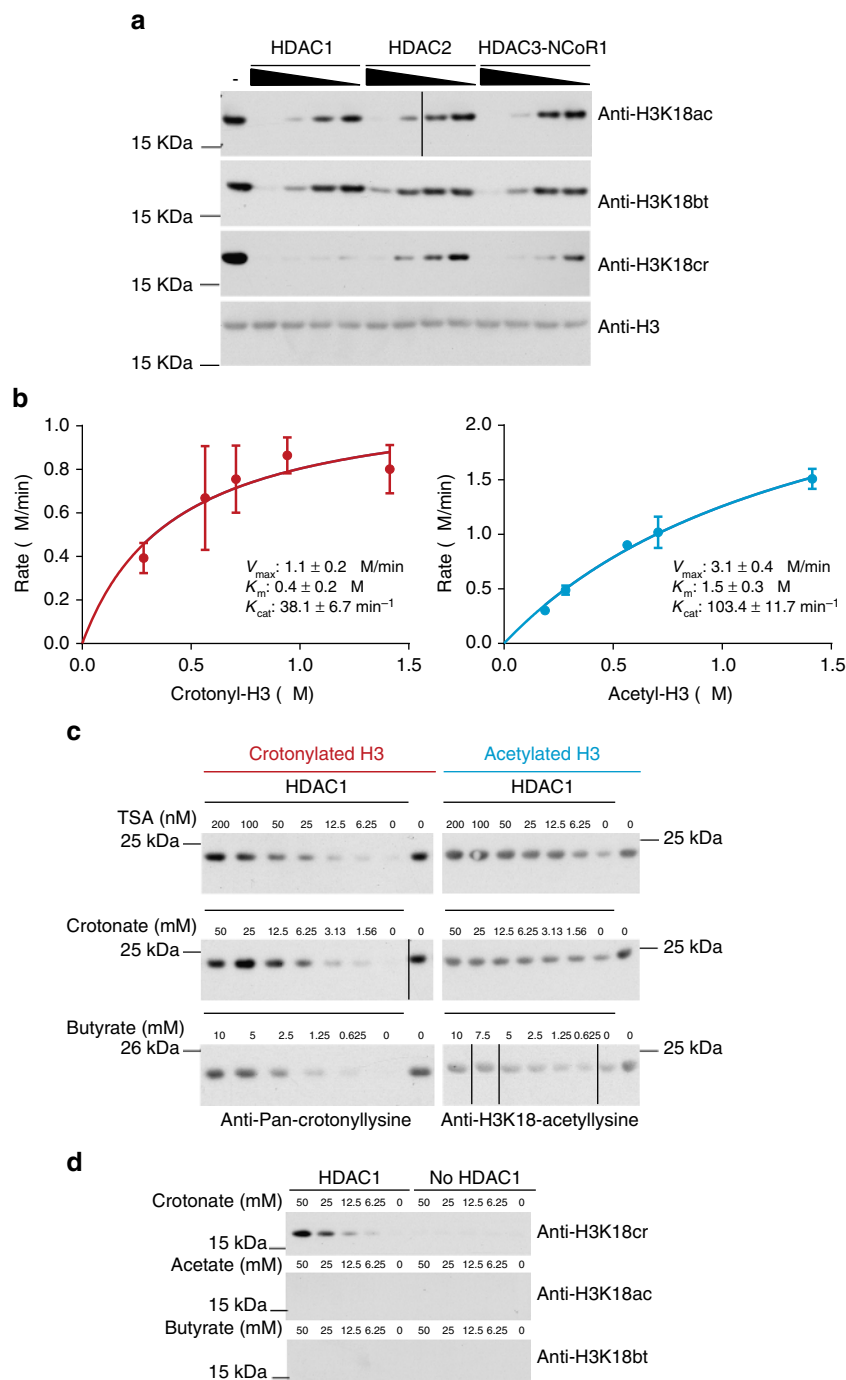 a
HDAC1 HDAC2 HDAC3-NCoR1
-
Anti-H3K18ac
15 KDa
Anti-H3K18bt
15 KDa
Anti-H3K18cr
15 KDa
Anti-H3
15 KDa
b
1.0
0.8
0.6
0.4
0.2
0.0
Rate ( M/min)
Vmax: 1.1 ± 0.2 M/min
Km: 0.4 ± 0.2 M
Kcat: 38.1 ± 6.7 min−1
0.0 0.5 1.0 1.5
Crotonyl-H3 ( M)
2.0
1.5
1.0
0.5
0.0
Rate ( M/min)
Vmax: 3.1 ± 0.4 M/min
Km: 1.5 ± 0.3 M
Kcat: 103.4 ± 11.7 min−1
0.0 0.5 1.0 1.5
Acetyl-H3 ( M)
c
Crotonylated H3 Acetylated H3
HDAC1 HDAC1
TSA (nM) 200 100 50 25 12.5 6.25 0 0 200 100 50 25 12.5 6.25 0 0
25 kDa 25 kDa
Crotonate (mM) 50 25 12.5 6.25 3.13 1.56 0 0 50 25 12.5 6.25 3.13 1.56 0 0
25 kDa 25 kDa
Butyrate (mM) 10 5 2.5 1.25 0.625 0 0 10 7.5 5 2.5 1.25 0.625 0 0
26 kDa 25 kDa
Anti-Pan-crotonyllysine Anti-H3K18-acetyllysine
d
HDAC1 No HDAC1
Crotonate (mM) 50 25 12.5 6.25 0 50 25 12.5 6.25 0
Anti-H3K18cr
15 kDa
Acetate (mM) 50 25 12.5 6.25 0 50 25 12.5 6.25 0
Anti-H3K18ac
15 kDa
Butyrate (mM) 50 25 12.5 6.25 0 50 25 12.5 6.25 0
Anti-H3K18bt
15 kDa